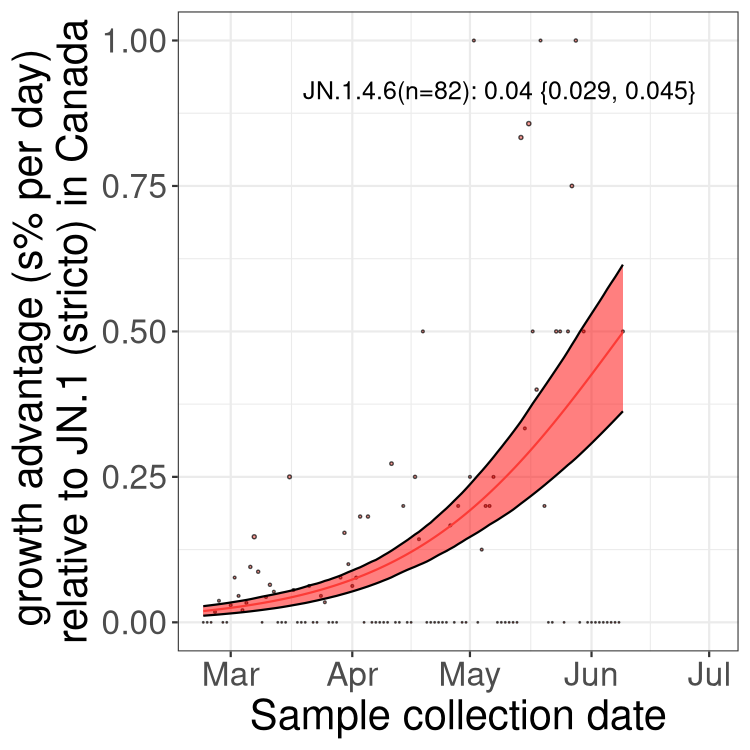 growth advantage (s% per day)
relative to JN.1 (stricto) in Canada
1.00
0.75
0.50
0.25
0.00
JN.1.4.6(n=82): 0.04 {0.029, 0.045}
Mar Apr May Jun Jul
Sample collection date